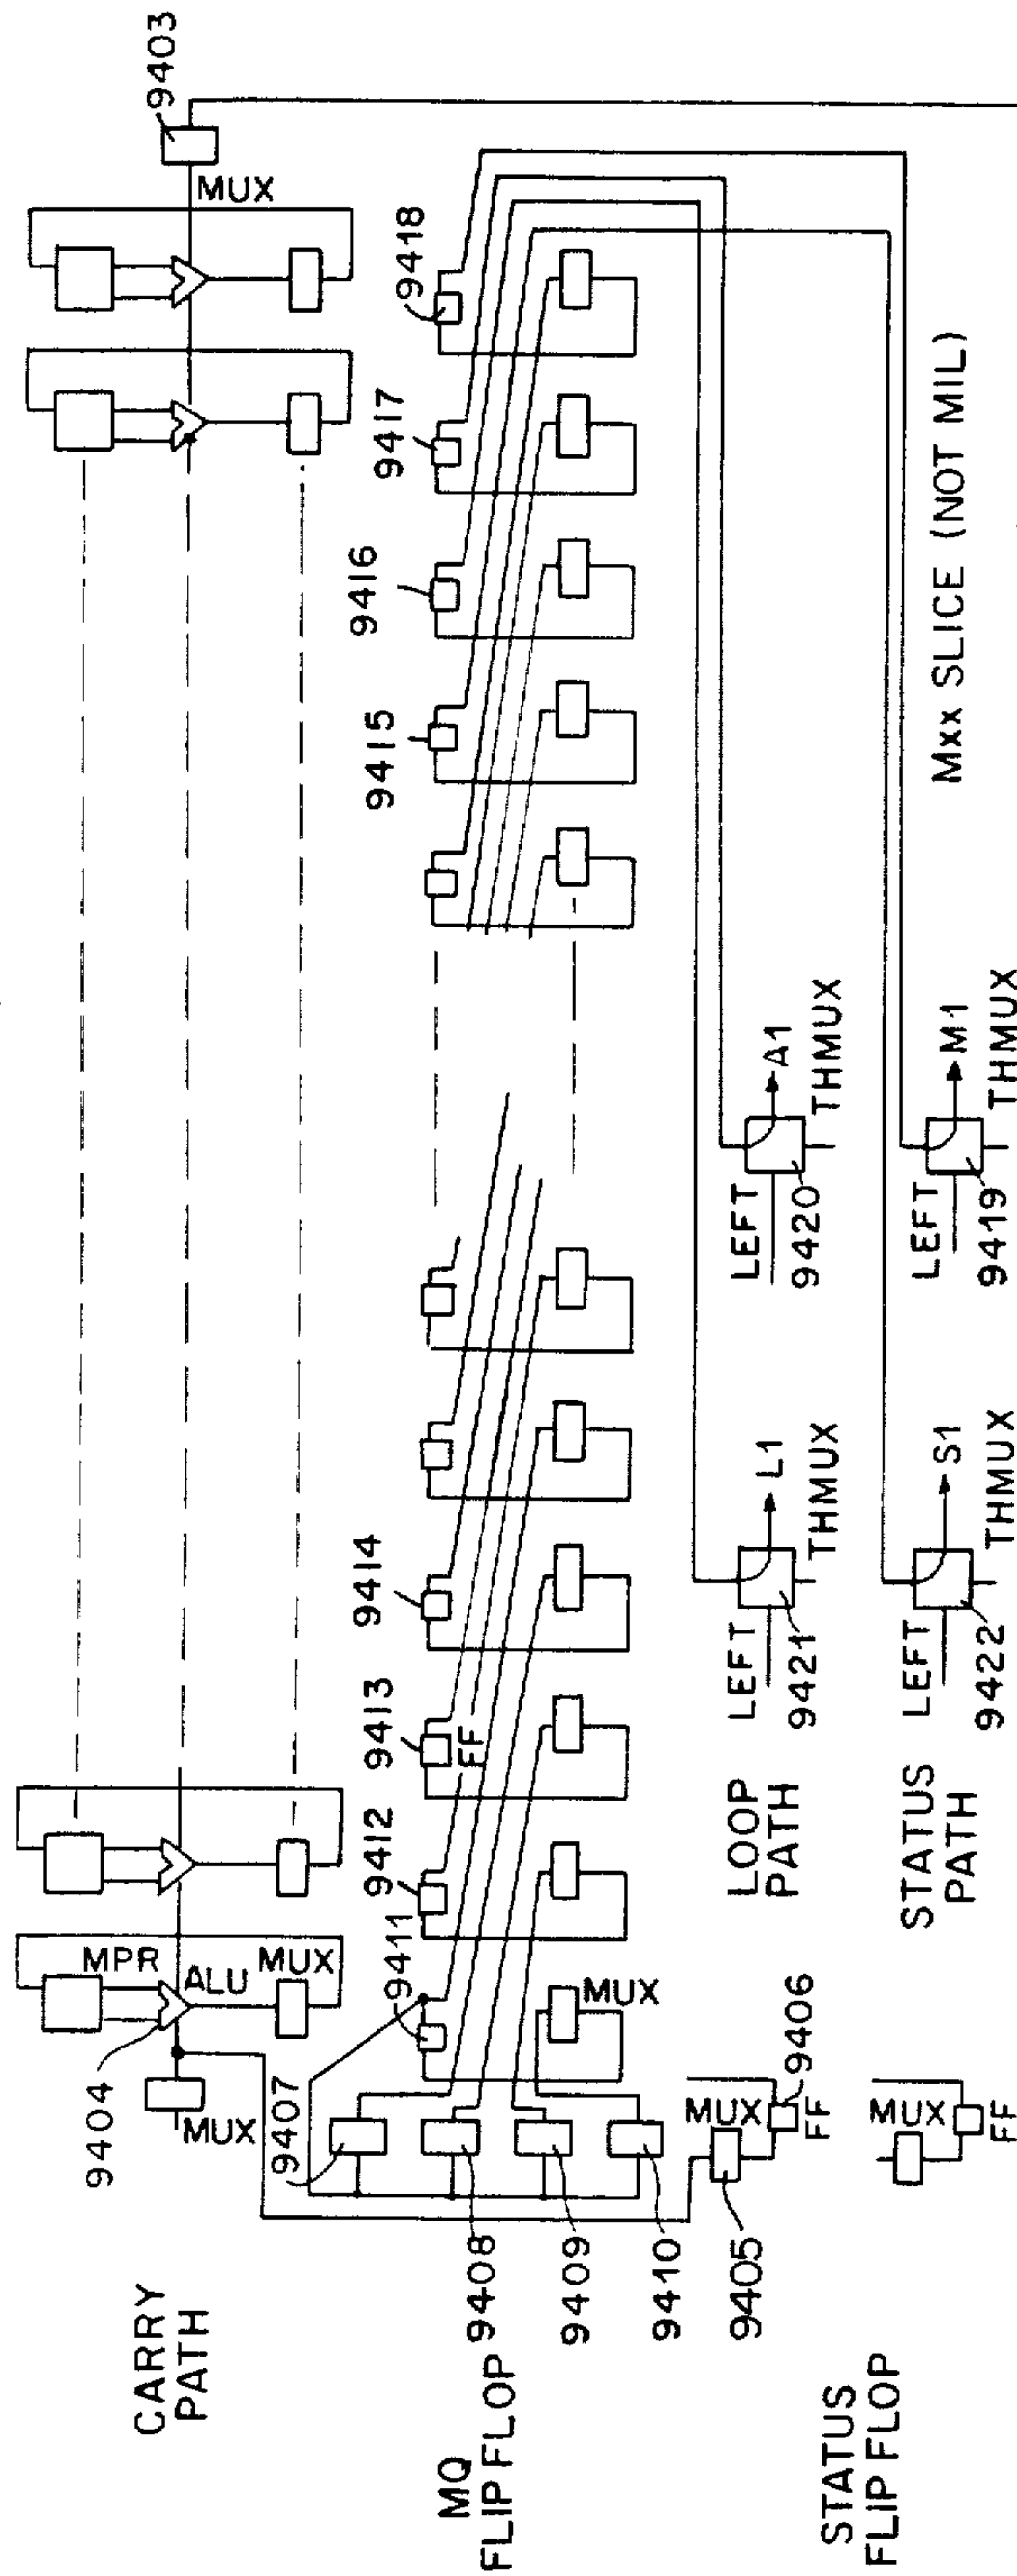 CARRY
PATH
9404
MPR
ALU
MUX
MUX
MUX
9403
MQ
FLIP FLOP
9407
9408
9409
9410
9411
9412
9413
FF
9414
9415
9416
9417
9418
MUX
9405
MUX
9406
FF
STATUS
FLIP FLOP
MUX
FF
LOOP
PATH
LEFT
9421
L1
THMUX
LEFT
9420
A1
THMUX
STATUS
PATH
LEFT
9422
S1
THMUX
LEFT
9419
M1
THMUX
Mxx SLICE (NOT MIL)